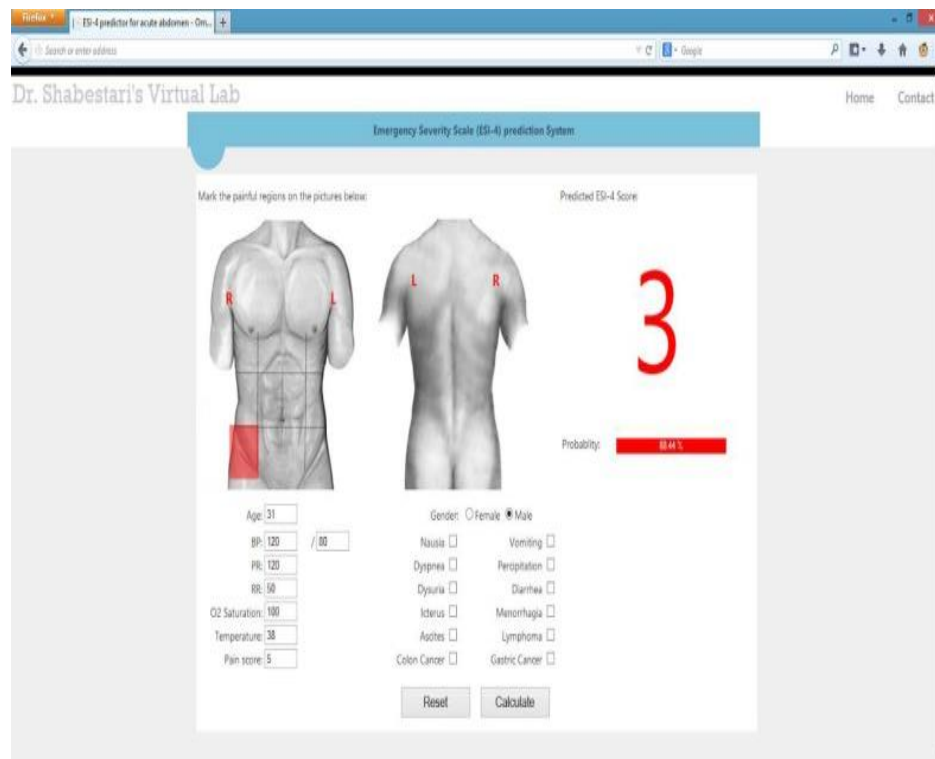 Firefox
ESI-4 predictor for acute abdomen - Om...
+
Search or enter address
Google
Dr. Shabestari's Virtual Lab
Home Contact
Emergency Severity Scale (ESI-4) prediction System
Mark the painful regions on the pictures below:
Predicted ESI-4 Score:
R L
L R
3
Probablity: 88.44 %
Age: 31
Gender: Female Male
BP: 120 / 80
Nausia Vomiting
PR: 120
Dyspnea Percipitation
RR: 50
Dysuria Diarrhea
O2 Saturation: 100
Icterus Menorrhagia
Temperature: 38
Ascites Lymphoma
Pain score: 5
Colon Cancer Gastric Cancer
Reset Calculate